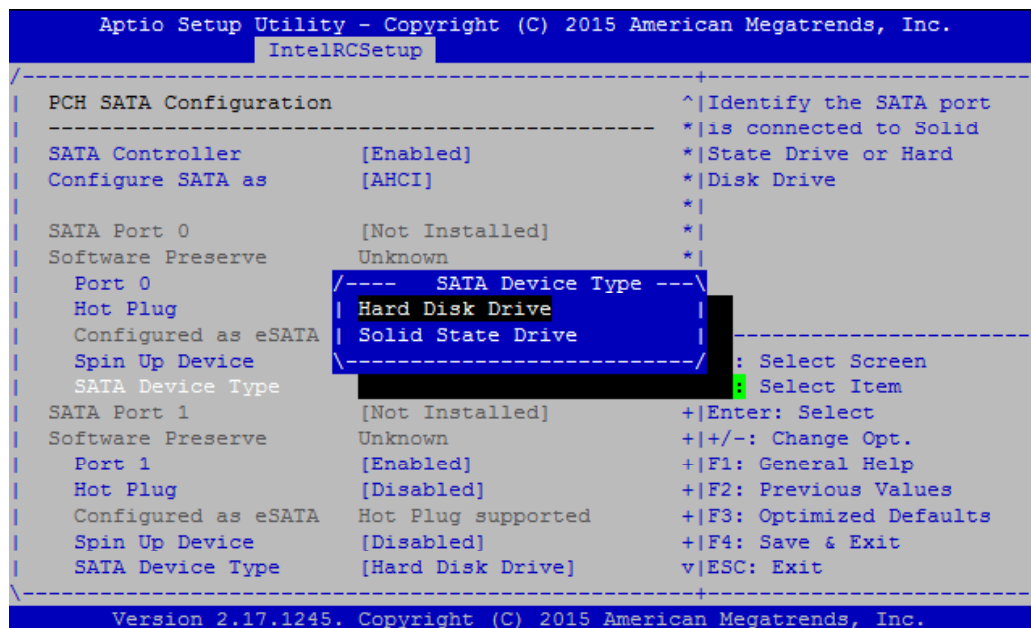 Aptio Setup Utility - Copyright (C) 2015 American Megatrends, Inc.
IntelRCSetup
/----------------------------------------------------+-------------------------
| PCH SATA Configuration ^|Identify the SATA port
| ----------------------------------------------- *|is connected to Solid
| SATA Controller [Enabled] *|State Drive or Hard
| Configure SATA as [AHCI] *|Disk Drive
| *|
| SATA Port 0 [Not Installed] *|
| Software Preserve Unknown *|
| Port 0 /---- SATA Device Type ---\
| Hot Plug | Hard Disk Drive |
| Configured as eSATA | Solid State Drive |-----------------------
| Spin Up Device \---------------------------/ : Select Screen
| SATA Device Type : Select Item
| SATA Port 1 [Not Installed] +|Enter: Select
| Software Preserve Unknown +|+/-: Change Opt.
| Port 1 [Enabled] +|F1: General Help
| Hot Plug [Disabled] +|F2: Previous Values
| Configured as eSATA Hot Plug supported +|F3: Optimized Defaults
| Spin Up Device [Disabled] +|F4: Save & Exit
| SATA Device Type [Hard Disk Drive] v|ESC: Exit
\----------------------------------------------------+-------------------------
Version 2.17.1245. Copyright (C) 2015 American Megatrends, Inc.